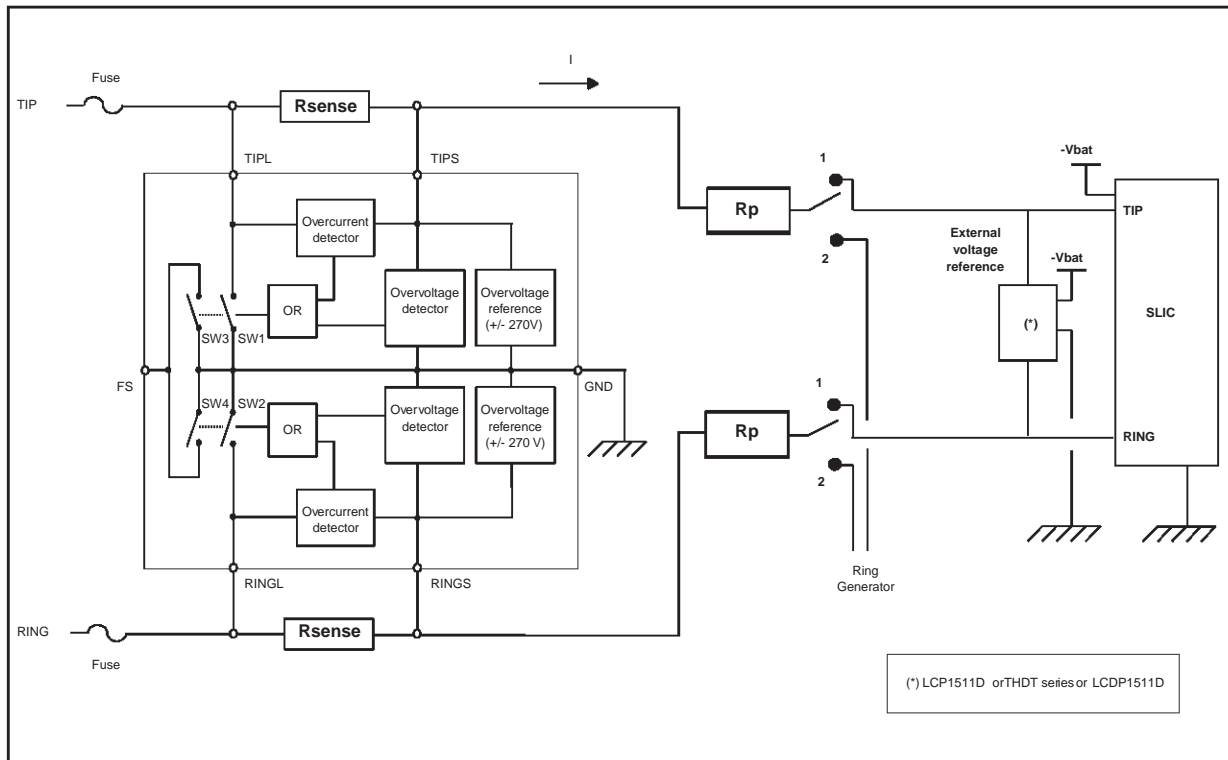 Fuse
I
TIP
Rsense
TIPL
TIPS
1
-Vbat
Rp
TIP
Overcurrent
detector
2
External
voltage
reference
-Vbat
OR
Overvoltage
detector
Overvoltage
reference
(+/- 270V)
(*)
SLIC
SW3
SW1
FS
GND
1
SW4
SW2
OR
Overvoltage
detector
Overvoltage
reference
(+/- 270 V)
Rp
RING
2
Overcurrent
detector
RINGL
RINGS
Ring
Generator
RING
Rsense
Fuse
(*) LCP1511D or THDT series or LCDP1511D